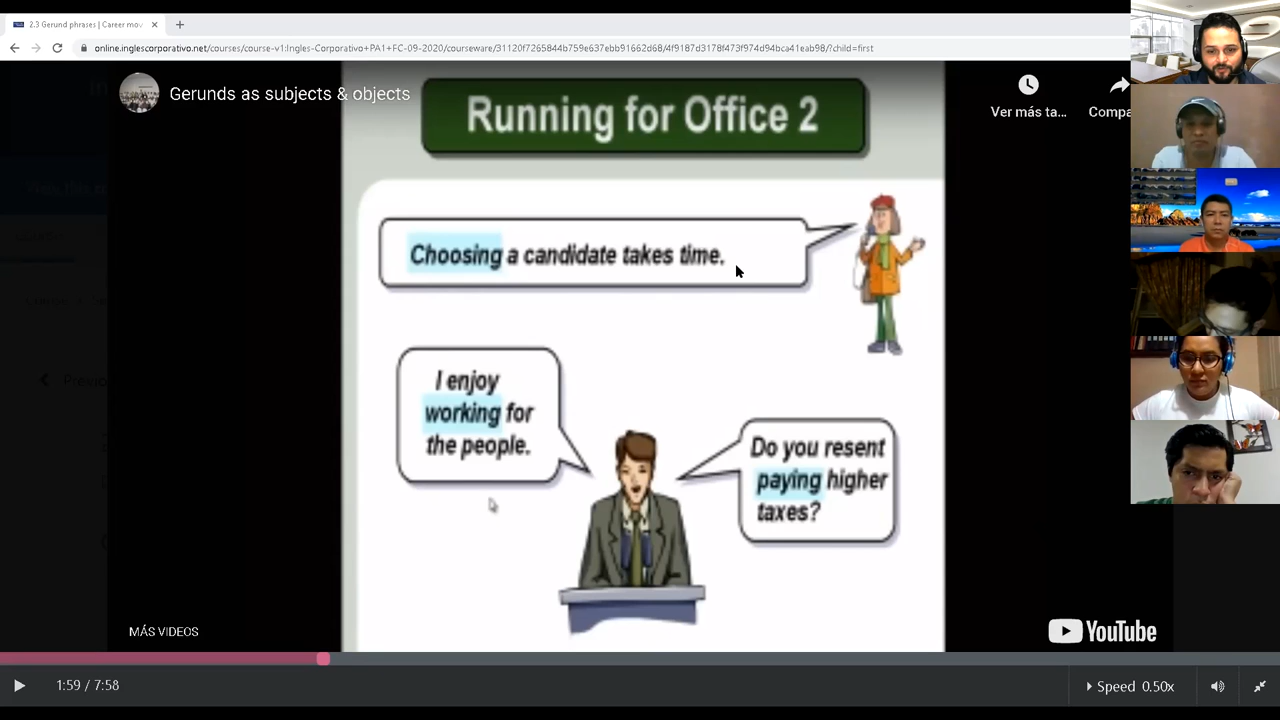 2.3 Gerund phrases | Career mov
online.inglescorporativo.net/courses/course-v1:Ingles-Corporativo+PA1+FC-09-2020/courseware/31120f7265844b759e637ebb91662d68/4f9187d3178f473f974d94bca41eab98/?child=first
Gerunds as subjects & objects
Ver más ta...
Compa
Running for Office 2
Choosing a candidate takes time.
I enjoy
working for
the people.
Do you resent
paying higher
taxes?
MÁS VIDEOS
YouTube
1:59 / 7:58
Speed 0.50x